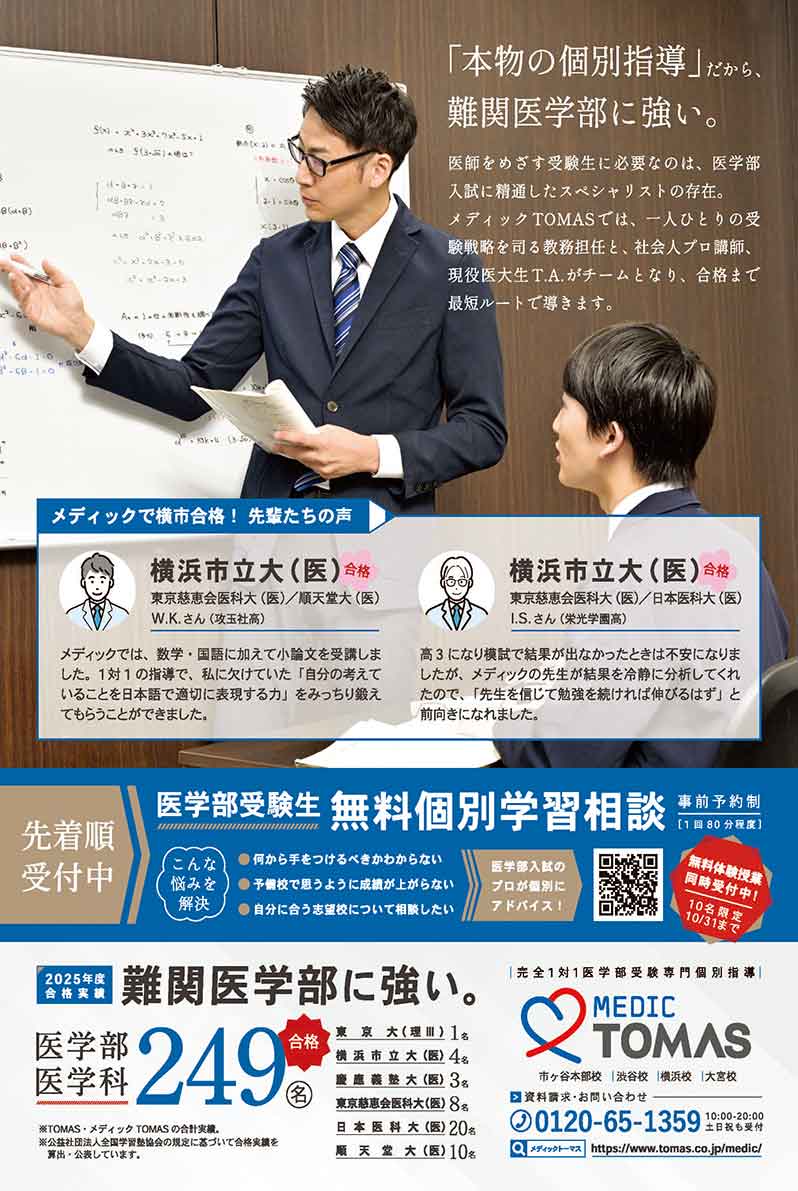 「本物の個別指導」だから、
難関医学部に強い。
医師をめざす受験生に必要なのは、医学部
入試に精通したスペシャリストの存在。
メディックTOMASでは、一人ひとりの受
験戦略を司る教務担任と、社会人プロ講師、
現役医大生T.A.がチームとなり、合格まで
最短ルートで導きます。
メディックで横市合格！ 先輩たちの声
横浜市立大（医）合格
東京慈恵会医科大（医）／順天堂大（医）
W.K.さん（攻玉社高）
メディックでは、数学・国語に加えて小論文を受講しま
した。1対1の指導で、私に欠けていた「自分の考えて
いることを日本語で適切に表現する力」をみっちり鍛え
てもらうことができました。
横浜市立大（医）合格
東京慈恵会医科大（医）／日本医科大（医）
I.S.さん（栄光学園高）
高3になり模試で結果が出なかったときは不安になりま
したが、メディックの先生が結果を冷静に分析してくれ
たので、「先生を信じて勉強を続ければ伸びるはず」と
前向きになれました。
先着順
受付中
医学部受験生 無料個別学習相談
事前予約制
［1回80分程度］
こんな
悩みを
解決
●何から手をつけるべきかわからない
●予備校で思うように成績が上がらない
●自分に合う志望校について相談したい
医学部入試の
プロが個別に
アドバイス！
無料体験授業
同時受付中！
10名限定
10/31まで
2025年度
合格実績
難関医学部に強い。
医学部
医学科
249名
合格
東京大（理Ⅲ）1名
横浜市立大（医）4名
慶應義塾大（医）3名
東京慈恵会医科大（医）8名
日本医科大（医）20名
順天堂大（医）10名
※TOMAS・メディックTOMASの合計実績。
※公益社団法人全国学習塾協会の規定に基づいて合格実績を
算出・公表しています。
|完全1対1医学部受験専門個別指導|
MEDIC
TOMAS
市ヶ谷本部校 |渋谷校 |横浜校 |大宮校
資料請求・お問い合わせ
0120-65-1359 10:00-20:00
土日祝も受付
メディックトーマス https://www.tomas.co.jp/medic/